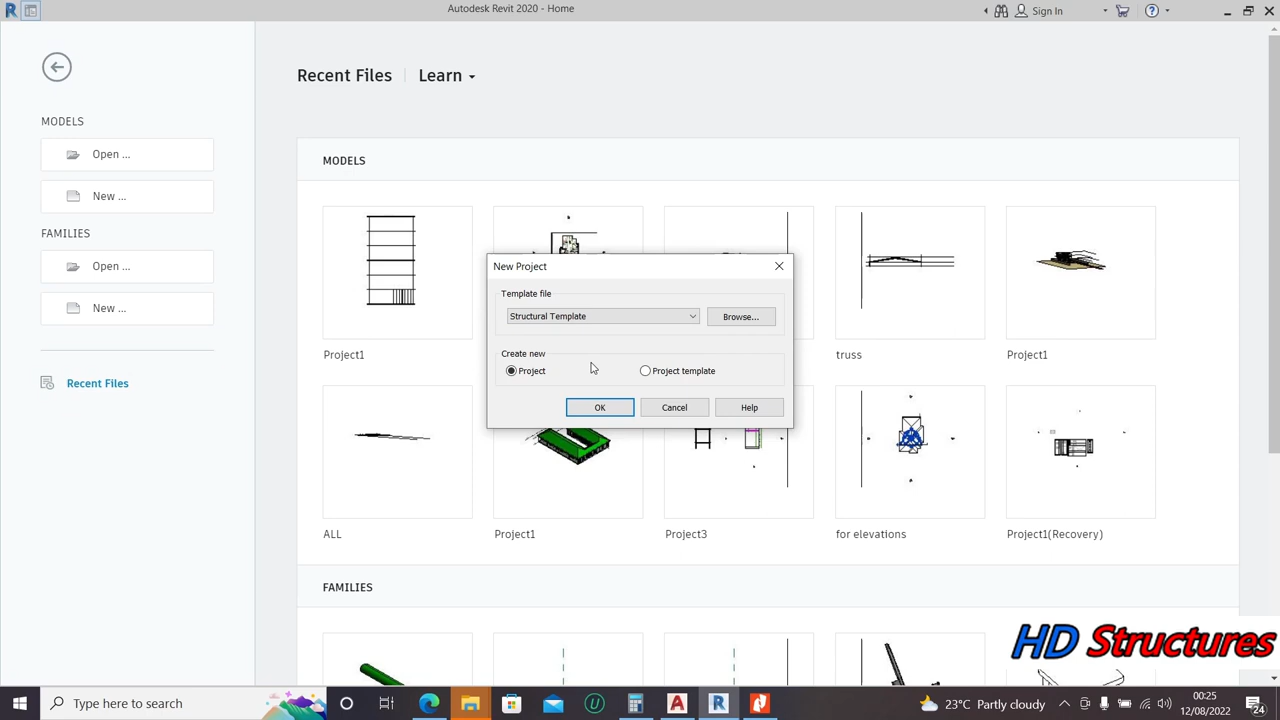 Autodesk Revit 2020 - Home
Sign In
Recent Files
Learn
MODELS
Open ...
New ...
FAMILIES
Open ...
New ...
Recent Files
MODELS
New Project
Template file
Structural Template
Browse...
Create new
Project
Project template
OK
Cancel
Help
Project1
truss
Project1
ALL
Project1
Project3
for elevations
Project1(Recovery)
FAMILIES
HD Structures
Type here to search
23°C Partly cloudy
00:25
12/08/2022
24